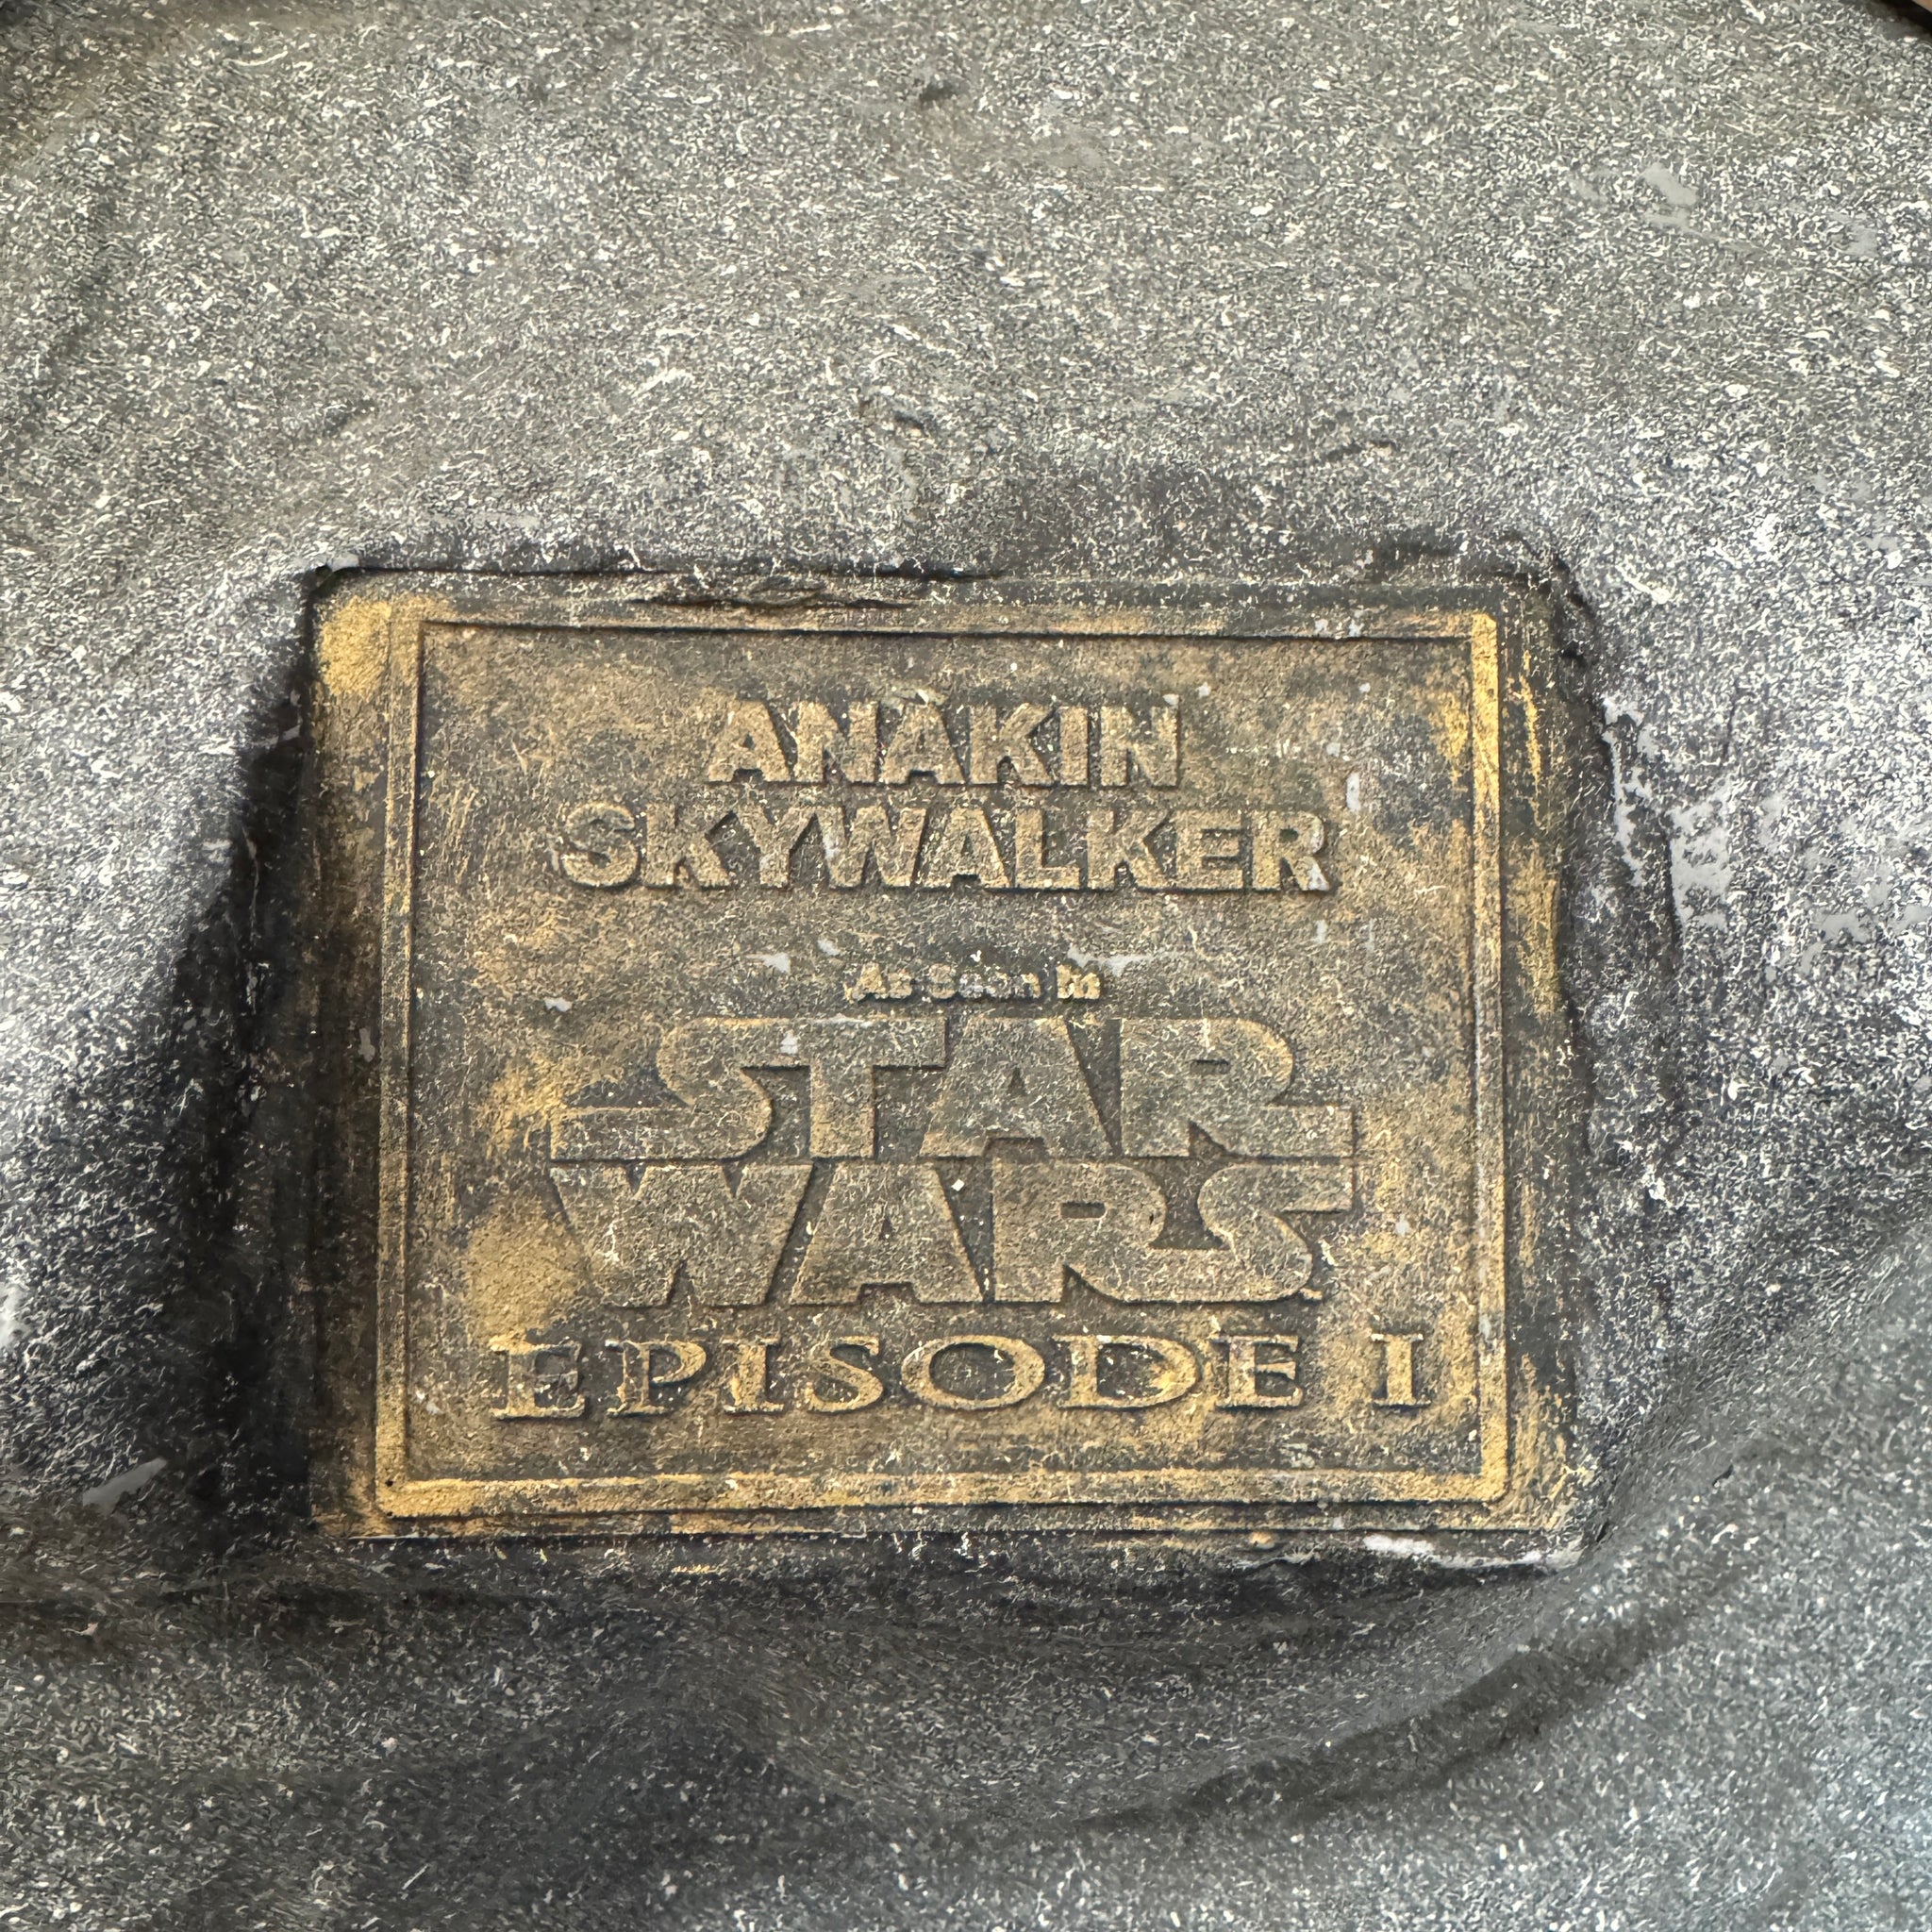 ANAKIN
SKYWALKER
As Seen In
STAR
WARS
EPISODE I